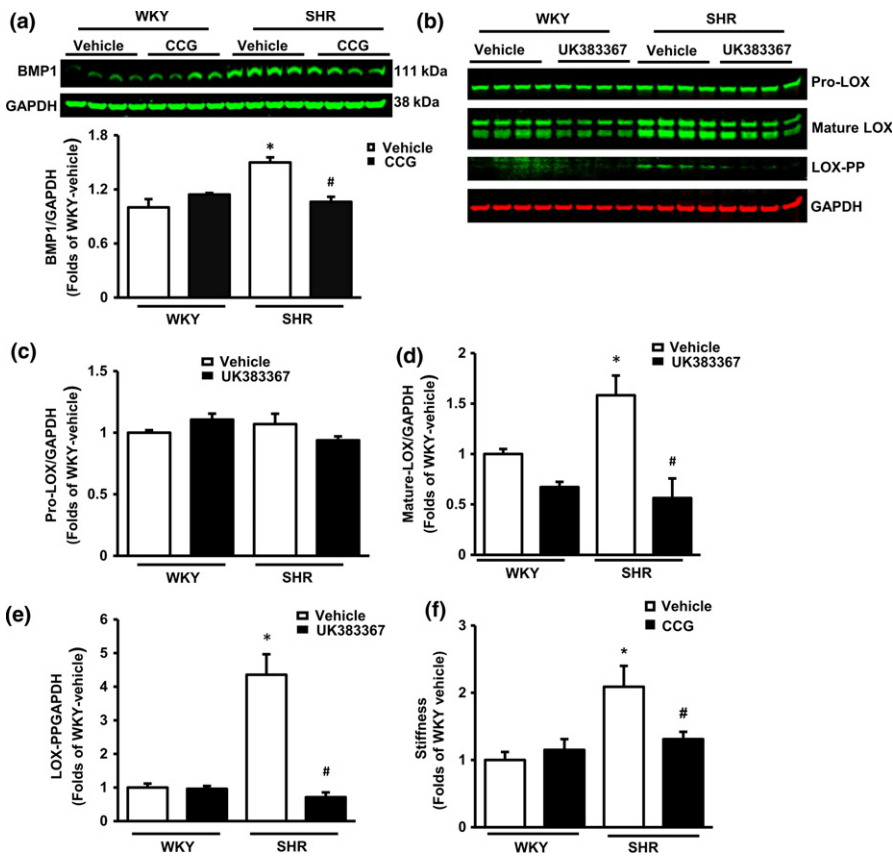 (a)
WKY
SHR
Vehicle
CCG
Vehicle
CCG
BMP1
111 kDa
GAPDH
38 kDa
BMP1/GAPDH
(Folds of WKY-vehicle)
1.8
1.2
0.6
0
*
#
Vehicle
CCG
WKY
SHR
(b)
WKY
SHR
Vehicle
UK383367
Vehicle
UK383367
Pro-LOX
Mature LOX
LOX-PP
GAPDH
(c)
Pro-LOX/GAPDH
(Folds of WKY-vehicle)
1.5
1
0.5
0
Vehicle
UK383367
WKY
SHR
(d)
Mature-LOX/GAPDH
(Folds of WKY-vehicle)
2
1.5
1
0.5
0
*
#
Vehicle
UK383367
WKY
SHR
(e)
LOX-PPGAPDH
(Folds of WKY-vehicle)
6
5
4
3
2
1
0
*
#
Vehicle
UK383367
WKY
SHR
(f)
Stiffness
(Folds of WKY vehicle)
3
2
1
0
*
#
Vehicle
CCG
WKY
SHR